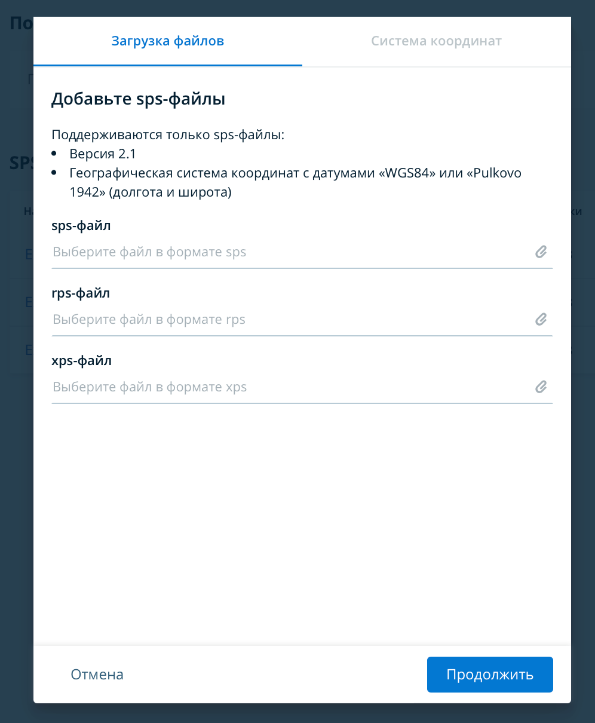 Загрузка файлов
Система координат
Добавьте sps-файлы
Поддерживаются только sps-файлы:
• Версия 2.1
• Географическая система координат с датумами «WGS84» или «Pulkovo
1942» (долгота и широта)
sps-файл
Выберите файл в формате sps
rps-файл
Выберите файл в формате rps
xps-файл
Выберите файл в формате xps
Отмена
Продолжить